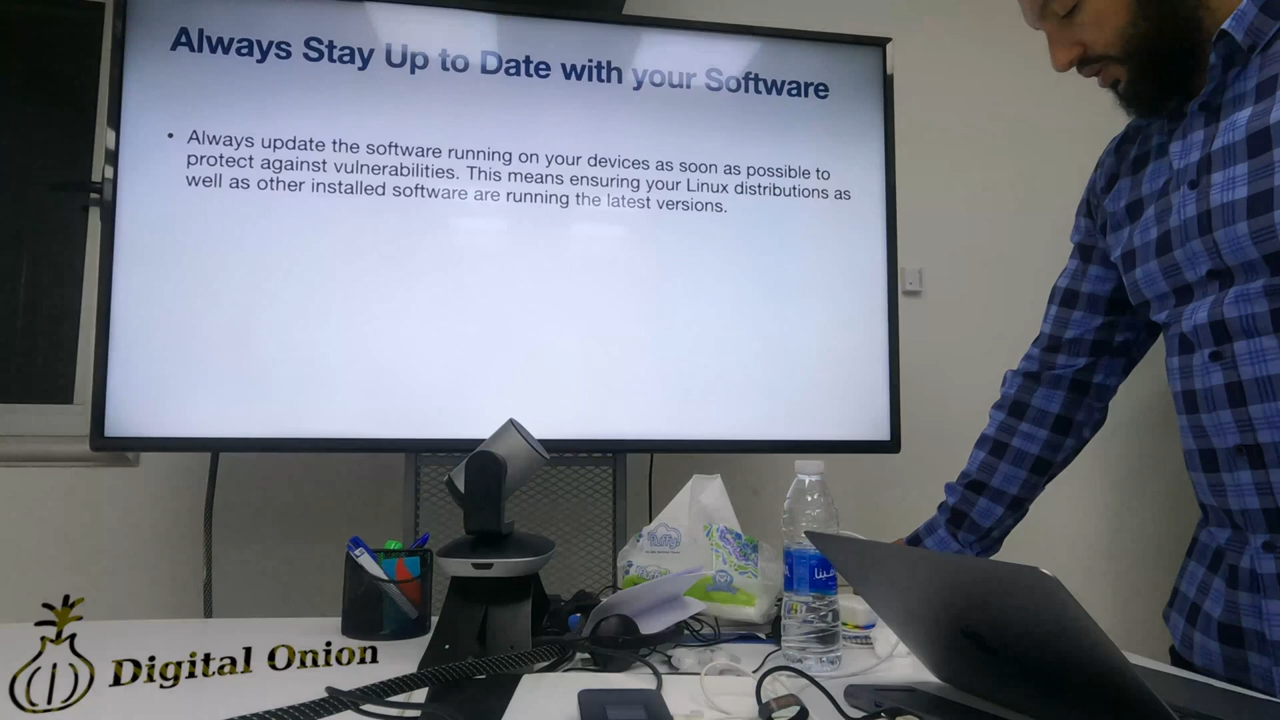 Always Stay Up to Date with your Software
• Always update the software running on your devices as soon as possible to
protect against vulnerabilities. This means ensuring your Linux distributions as
well as other installed software are running the latest versions.
Digital Onion